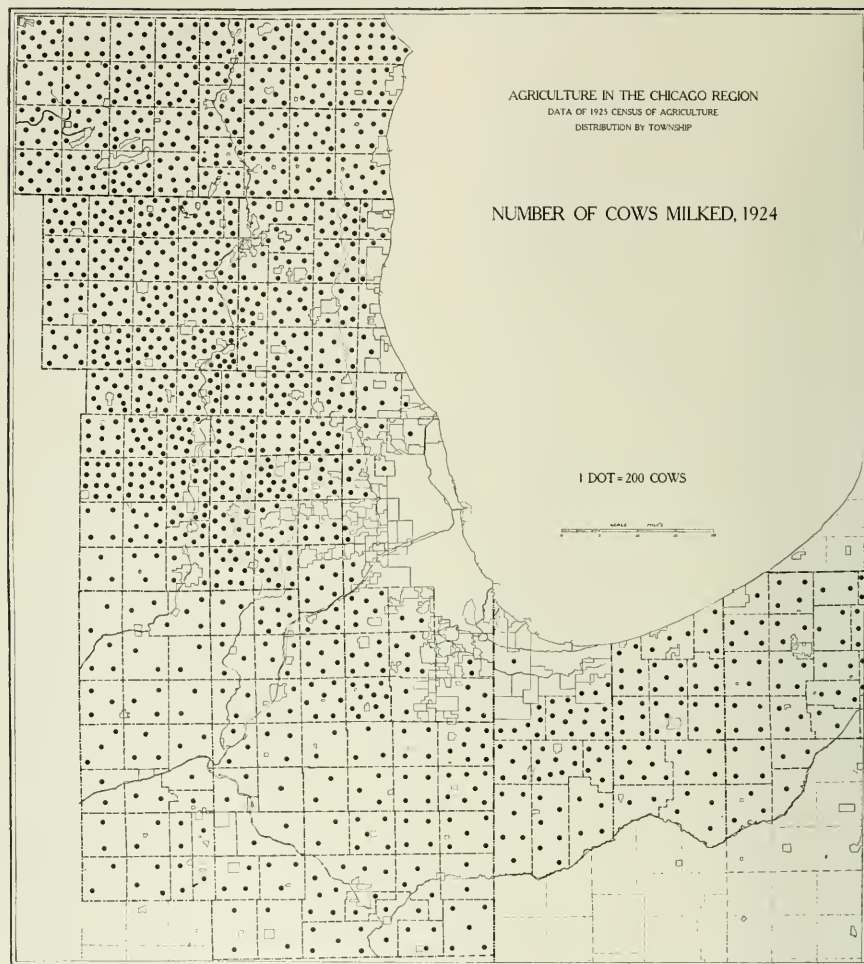 AGRICULTURE IN THE CHICAGO REGION
DATA OF 1925 CENSUS OF AGRICULTURE
DISTRIBUTION BY TOWNSHIP
NUMBER OF COWS MILKED, 1924
1 DOT = 200 COWS
SCALE MILES